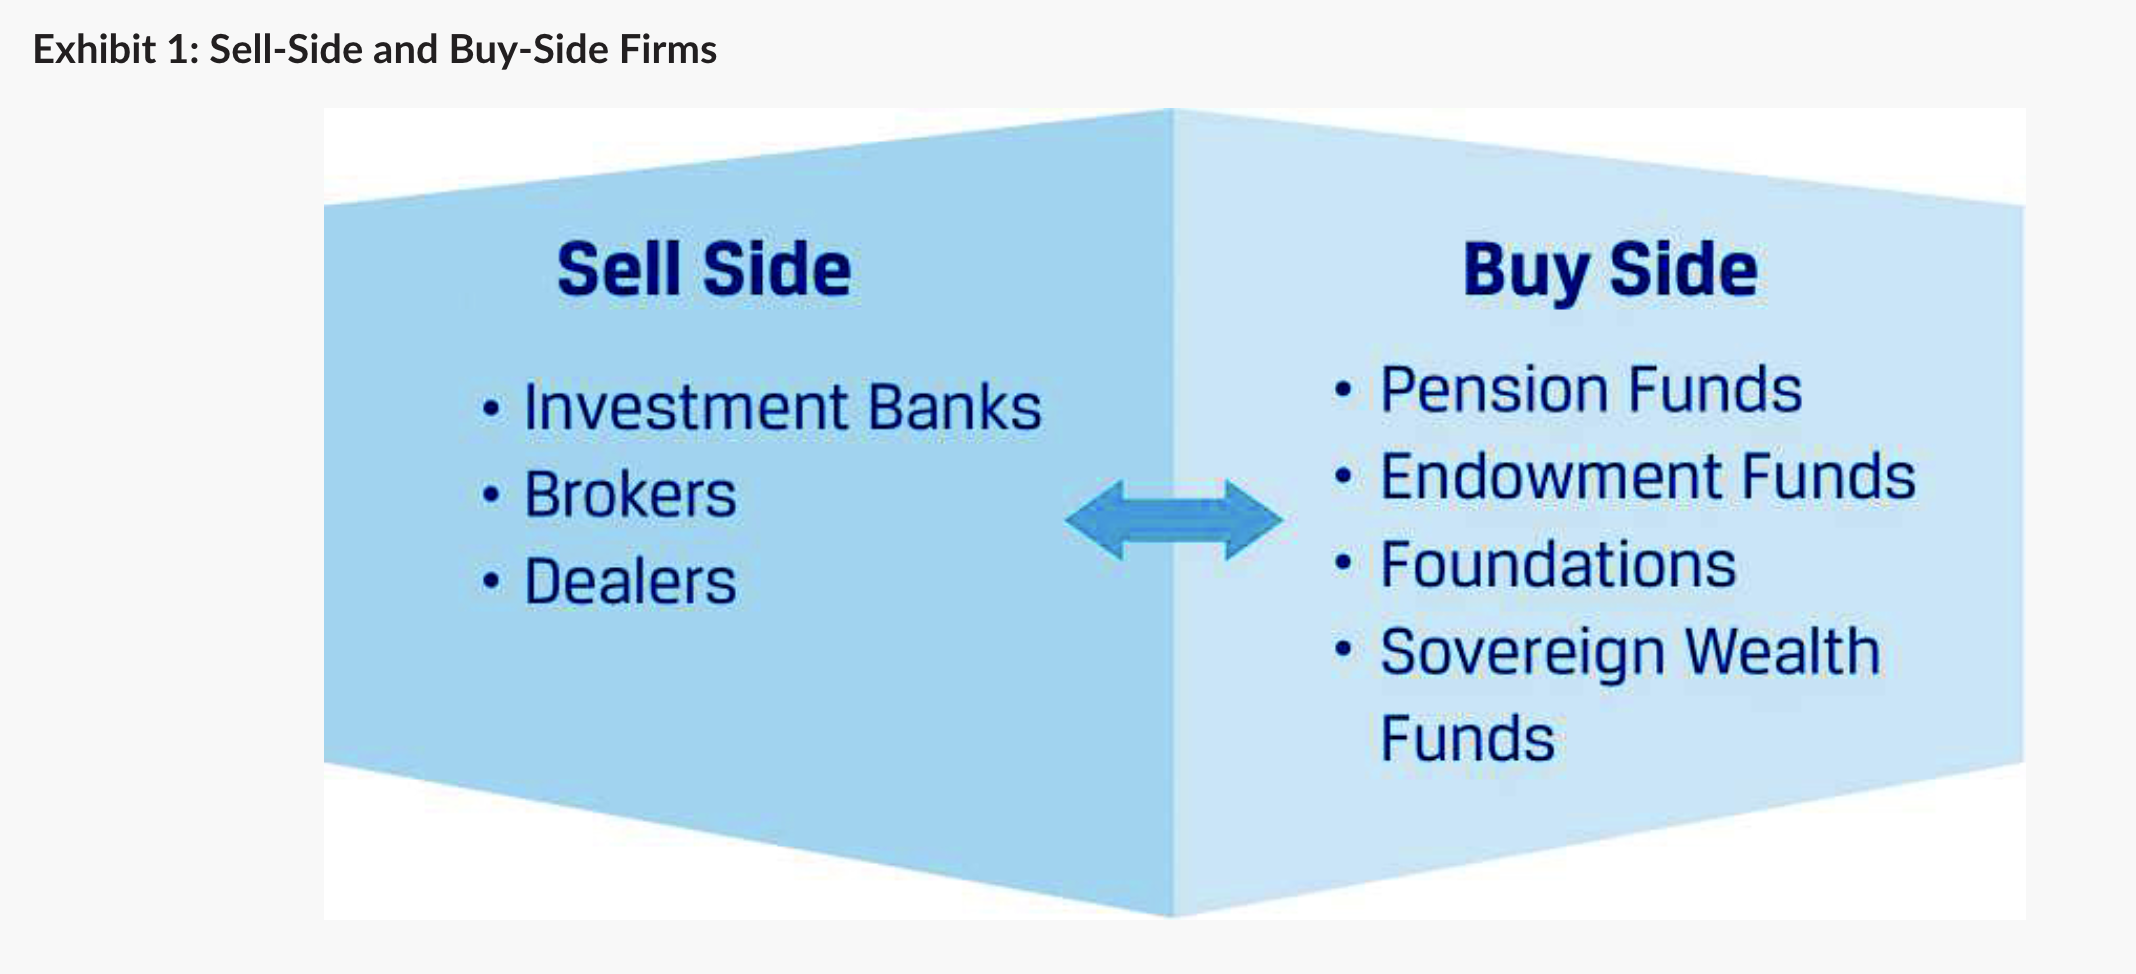 Exhibit 1: Sell-Side and Buy-Side Firms
Sell Side
• Investment Banks
• Brokers
• Dealers
Buy Side
• Pension Funds
• Endowment Funds
• Foundations
• Sovereign Wealth
Funds